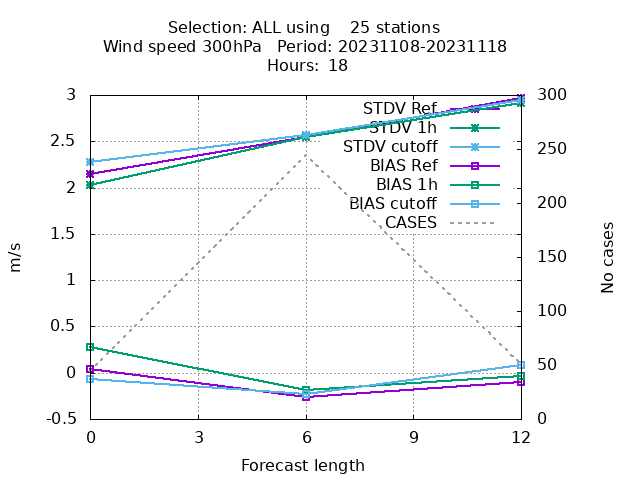 Selection: ALL using    25 stations
Wind speed 300hPa   Period: 20231108-20231118
Hours: 18
3
2.5
2
1.5
1
0.5
0
-0.5
m/s
STDV Ref
STDV 1h
STDV cutoff
BIAS Ref
BIAS 1h
BIAS cutoff
CASES
300
250
200
150
100
50
0
No cases
0 3 6 9 12
Forecast length